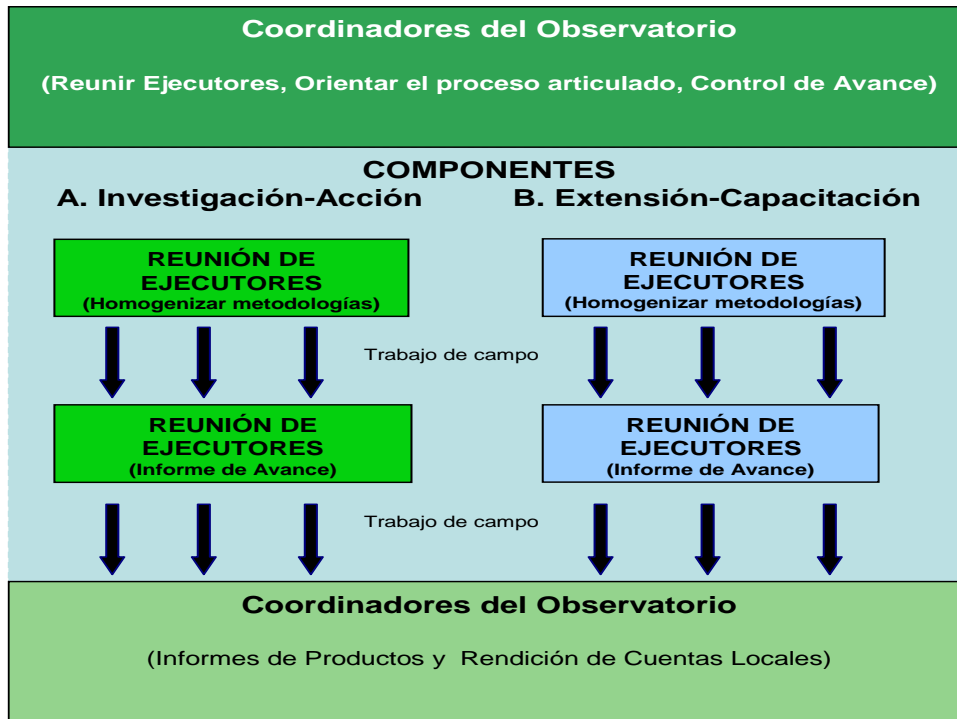 Coordinadores del Observatorio
(Reunir Ejecutores, Orientar el proceso articulado, Control de Avance)
COMPONENTES
A. Investigación-Acción
B. Extensión-Capacitación
REUNIÓN DE
EJECUTORES
(Homogenizar metodologías)
REUNIÓN DE
EJECUTORES
(Homogenizar metodologías)
Trabajo de campo
REUNIÓN DE
EJECUTORES
(Informe de Avance)
REUNIÓN DE
EJECUTORES
(Informe de Avance)
Trabajo de campo
Coordinadores del Observatorio
(Informes de Productos y Rendición de Cuentas Locales)